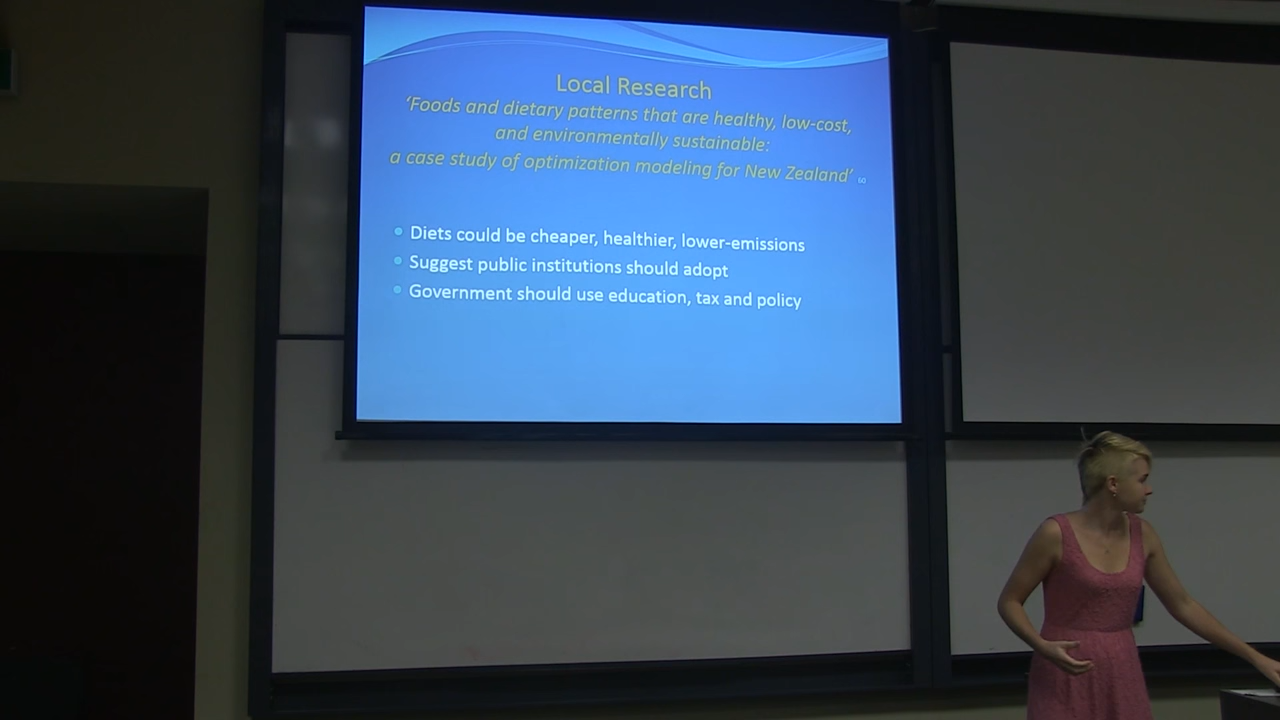 Local Research
‘Foods and dietary patterns that are healthy, low-cost,
and environmentally sustainable:
a case study of optimization modeling for New Zealand’ 60
• Diets could be cheaper, healthier, lower-emissions
• Suggest public institutions should adopt
• Government should use education, tax and policy